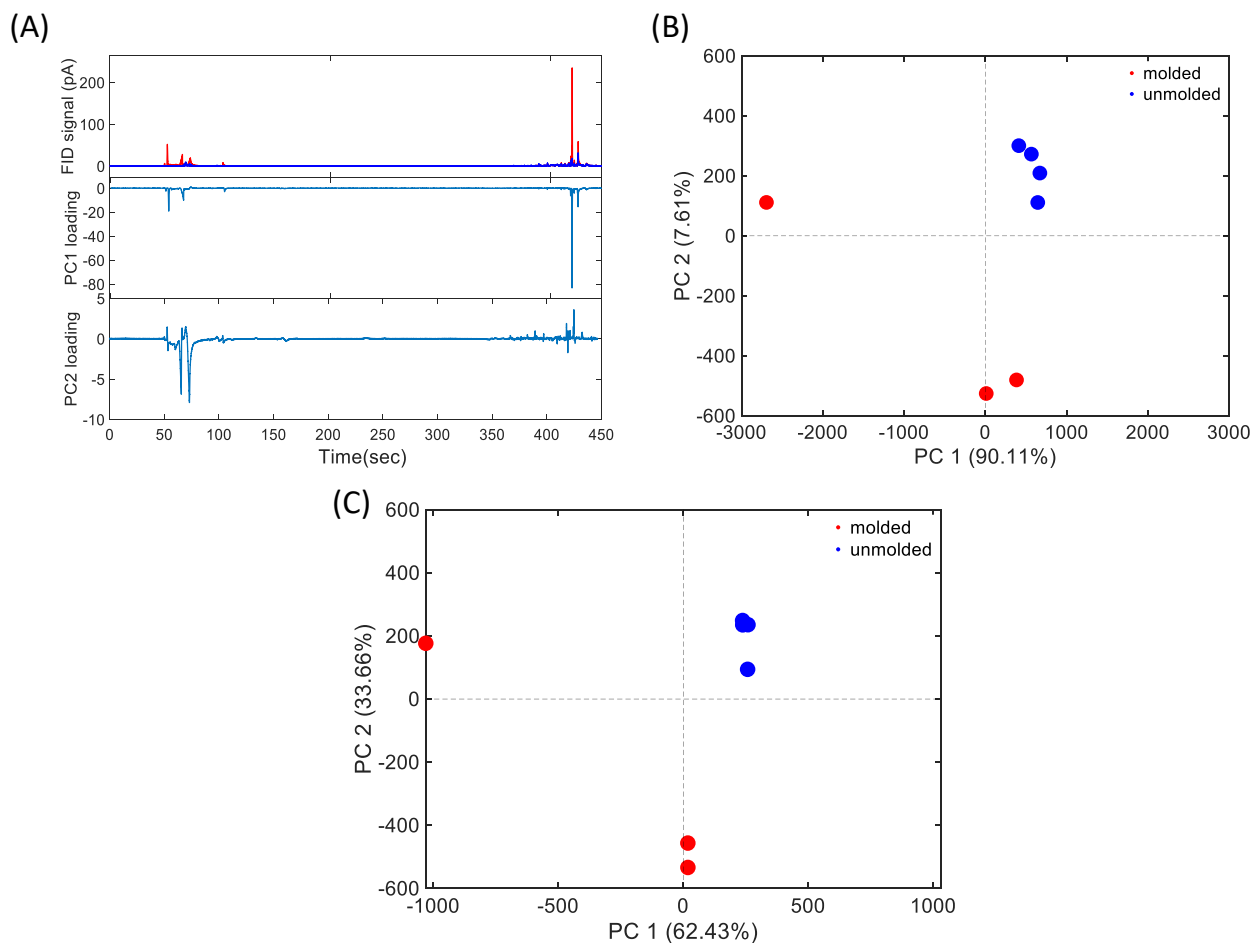 (A)
FID signal (pA)
200
100
0
PC1 loading
0
-20
-40
-60
-80
PC2 loading
5
0
-5
-10
0 50 100 150 200 250 300 350 400 450
Time(sec)
(B)
molded
unmolded
PC 2 (7.61%)
600
400
200
0
-200
-400
-600
-3000 -2000 -1000 0 1000 2000 3000
PC 1 (90.11%)
(C)
molded
unmolded
PC 2 (33.66%)
600
400
200
0
-200
-400
-600
-1000 -500 0 500 1000
PC 1 (62.43%)